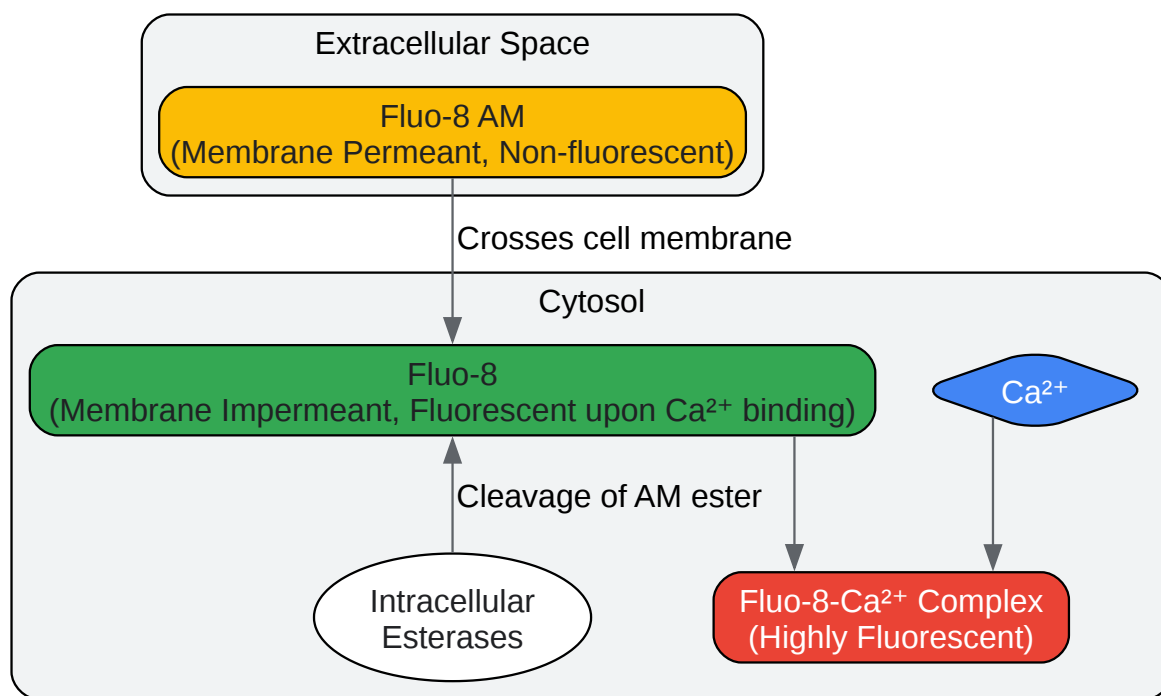 Extracellular Space
Fluo-8 AM
(Membrane Permeant, Non-fluorescent)
Crosses cell membrane
Cytosol
Fluo-8
(Membrane Impermeant, Fluorescent upon Ca²⁺ binding)
Ca²⁺
Cleavage of AM ester
Intracellular
Esterases
Fluo-8-Ca²⁺ Complex
(Highly Fluorescent)